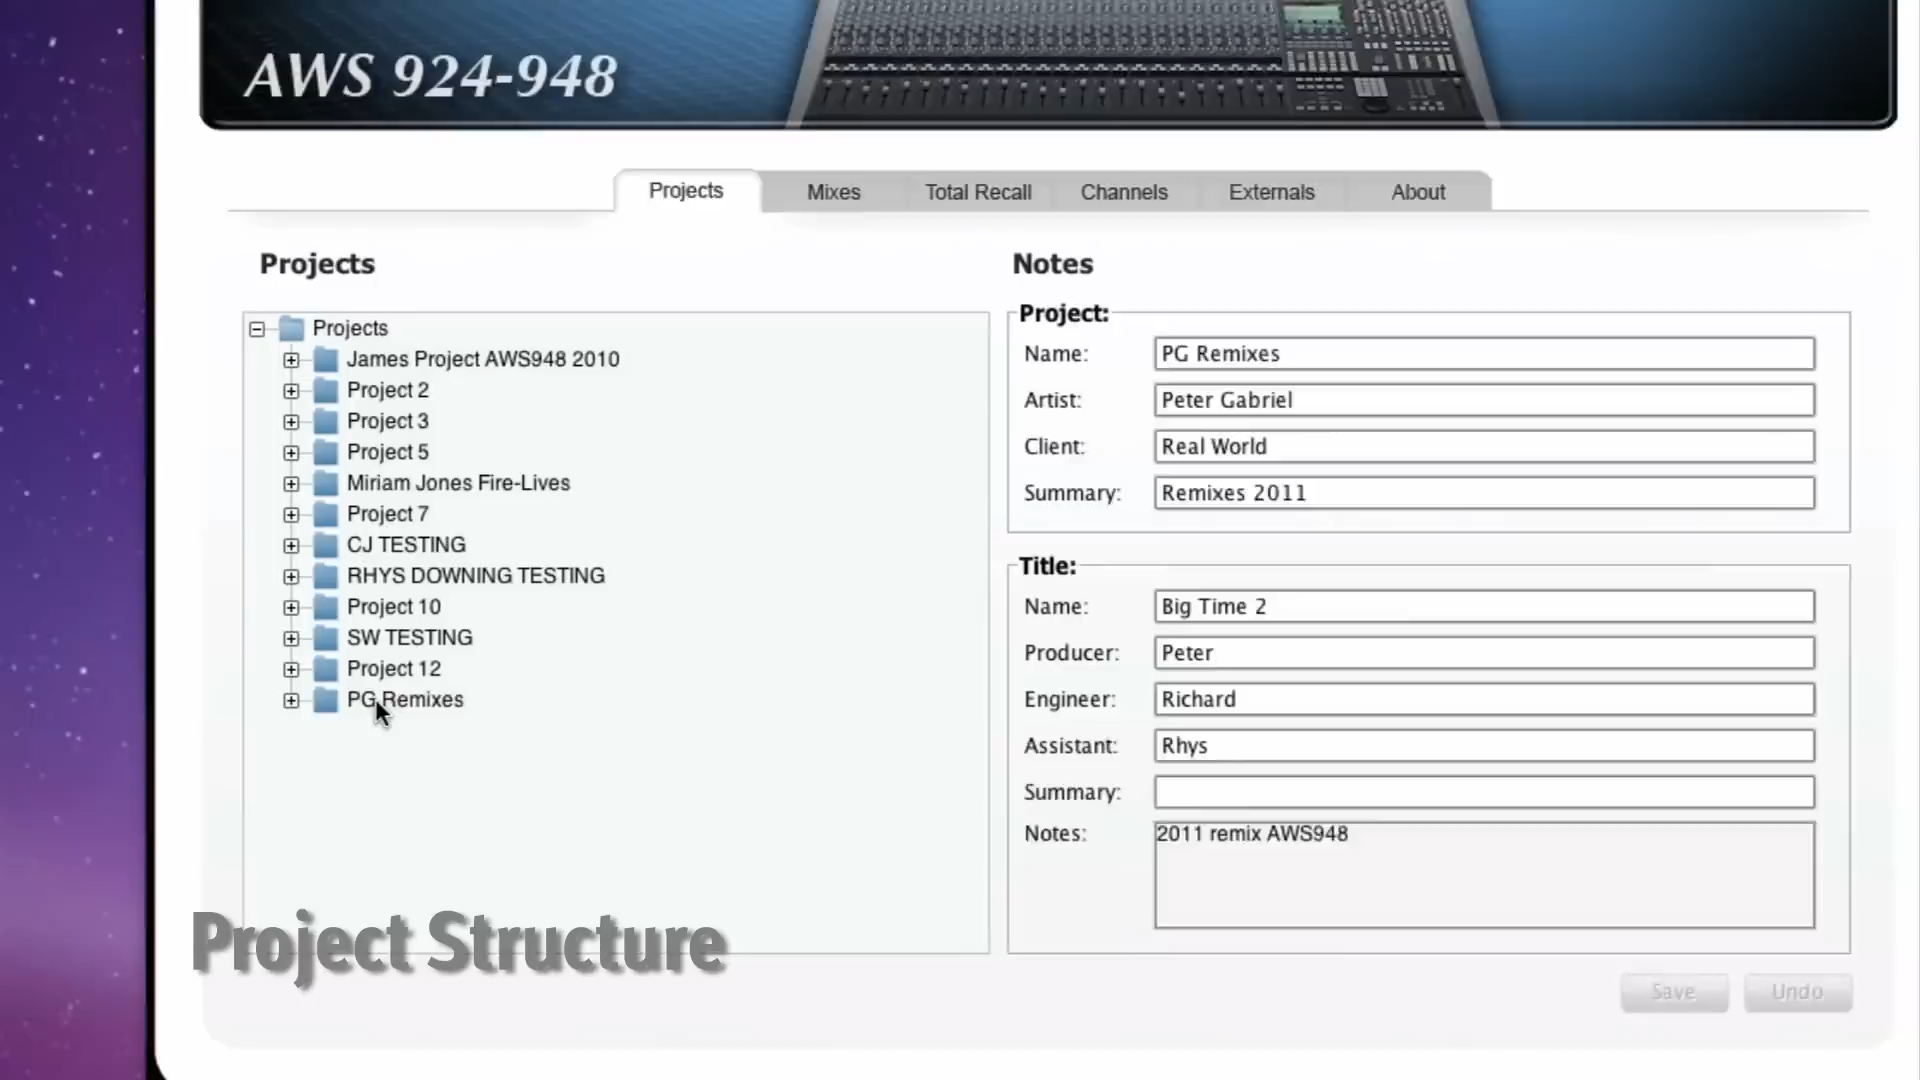 AWS 924-948
Projects Mixes Total Recall Channels Externals About
Projects
Projects
James Project AWS948 2010
Project 2
Project 3
Project 5
Miriam Jones Fire-Lives
Project 7
CJ TESTING
RHYS DOWNING TESTING
Project 10
SW TESTING
Project 12
PG Remixes
Notes
Project:
Name: PG Remixes
Artist: Peter Gabriel
Client: Real World
Summary: Remixes 2011
Title:
Name: Big Time 2
Producer: Peter
Engineer: Richard
Assistant: Rhys
Summary:
Notes: 2011 remix AWS948
Save Undo
Project Structure